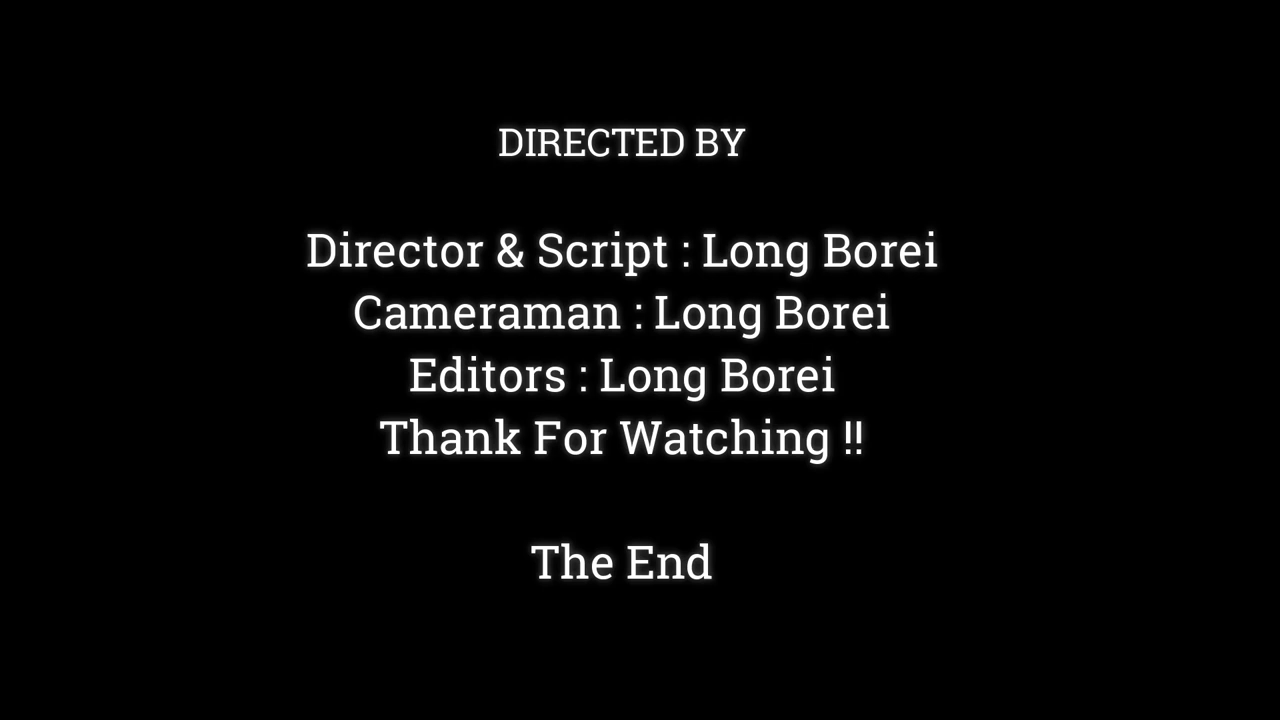 DIRECTED BY
Director & Script : Long Borei
Cameraman : Long Borei
Editors : Long Borei
Thank For Watching !!
The End